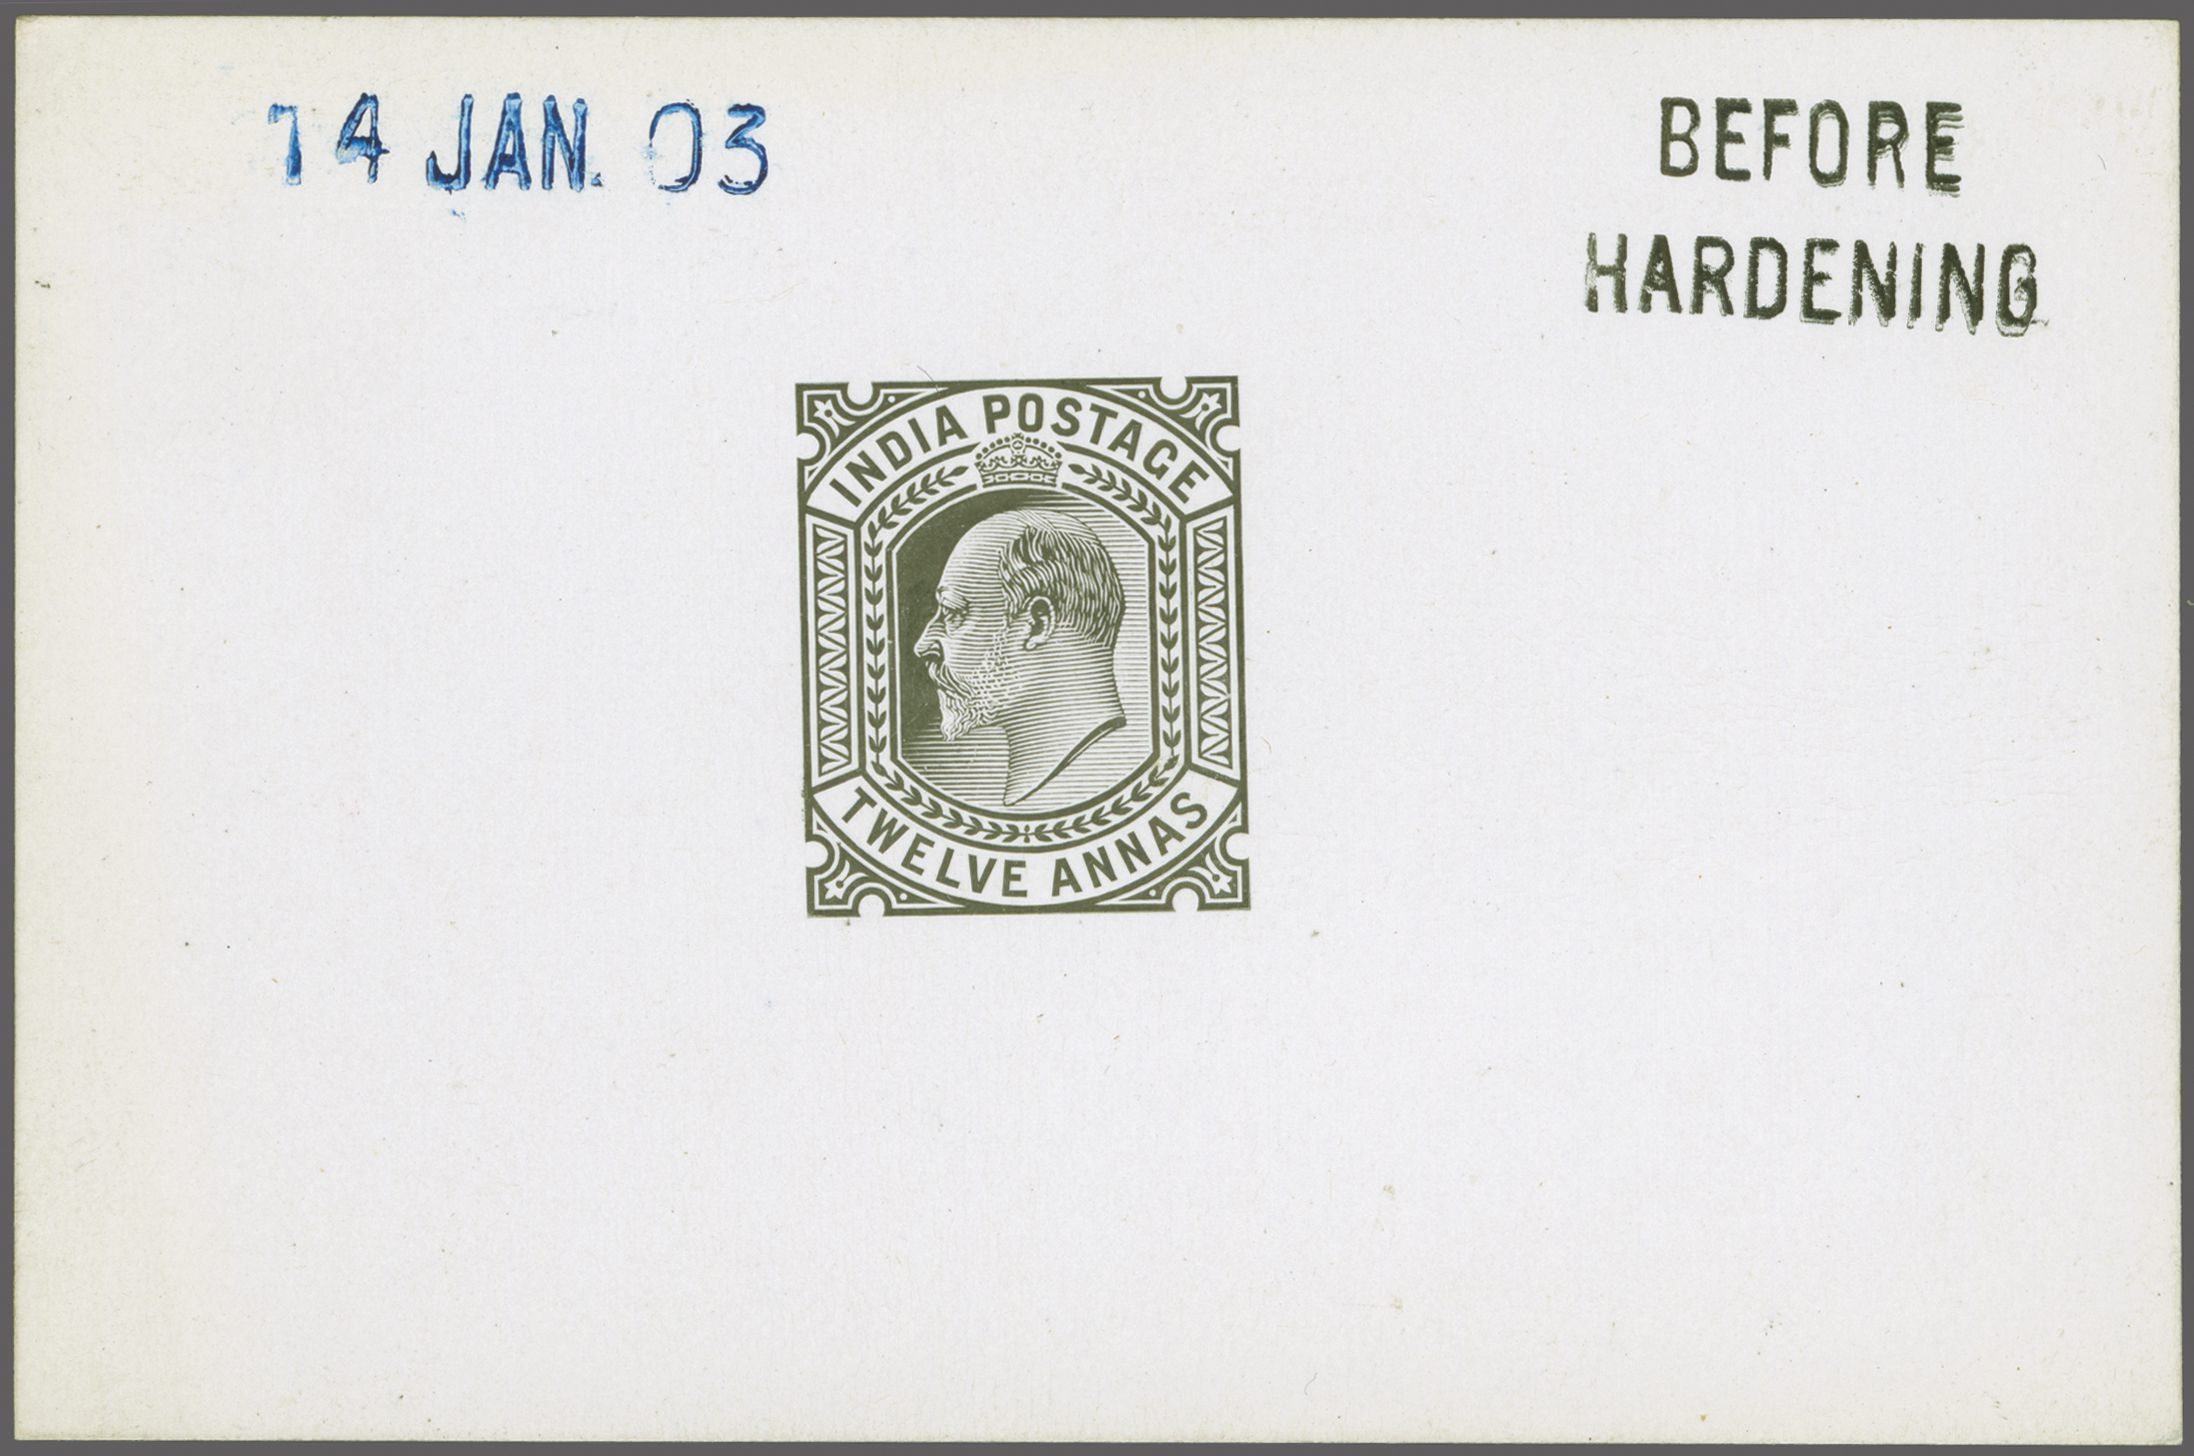 14 JAN. 03
BEFORE
HARDENING
INDIA POSTAGE
TWELVE ANNAS